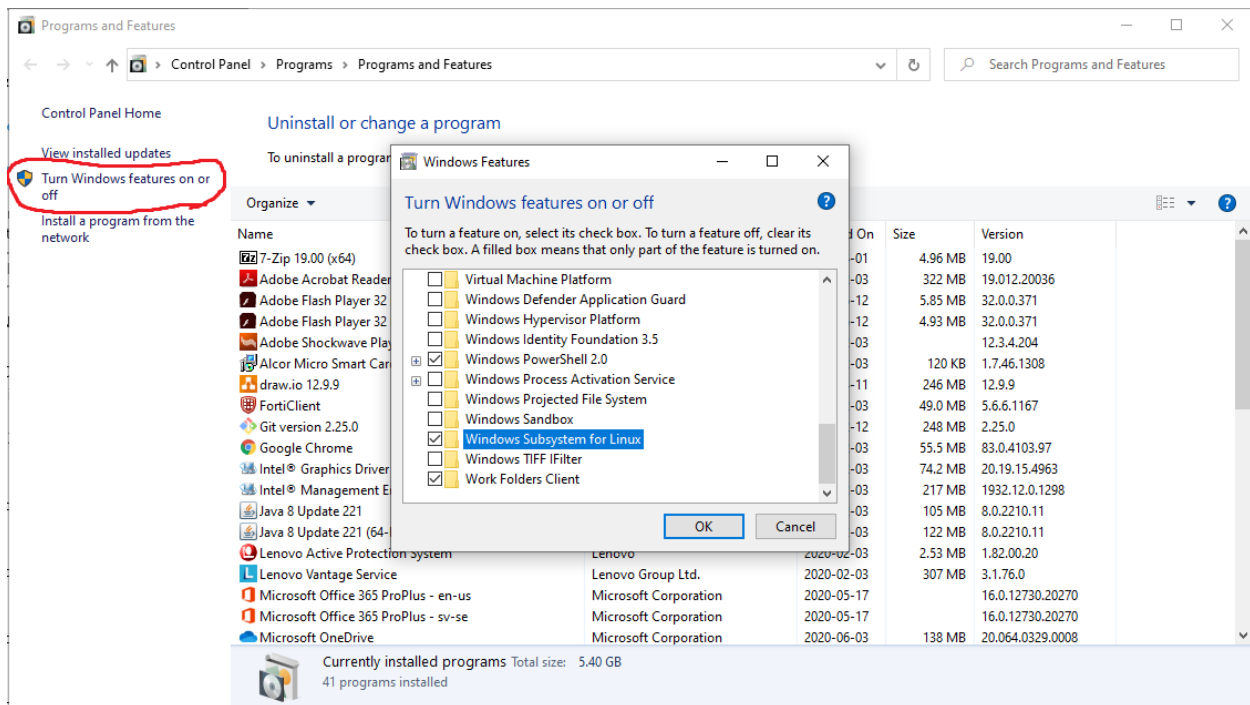 Programs and Features
Control Panel > Programs > Programs and Features
Search Programs and Features
Control Panel Home
View installed updates
Turn Windows features on or
off
Install a program from the
network
Uninstall or change a program
To uninstall a program
Organize
Windows Features
Turn Windows features on or off
To turn a feature on, select its check box. To turn a feature off, clear its
check box. A filled box means that only part of the feature is turned on.
Virtual Machine Platform
Windows Defender Application Guard
Windows Hypervisor Platform
Windows Identity Foundation 3.5
Windows PowerShell 2.0
Windows Process Activation Service
Windows Projected File System
Windows Sandbox
Windows Subsystem for Linux
Windows TIFF IFilter
Work Folders Client
OK Cancel
Name d On Size Version
7-Zip 19.00 (x64) -01 4.96 MB 19.00
Adobe Acrobat Reader -03 322 MB 19.012.20036
Adobe Flash Player 32 -12 5.85 MB 32.0.0.371
Adobe Flash Player 32 -12 4.93 MB 32.0.0.371
Adobe Shockwave Play -03 12.3.4.204
Alcor Micro Smart Car -03 120 KB 1.7.46.1308
draw.io 12.9.9 -11 246 MB 12.9.9
FortiClient -03 49.0 MB 5.6.6.1167
Git version 2.25.0 -12 248 MB 2.25.0
Google Chrome -03 55.5 MB 83.0.4103.97
Intel® Graphics Driver -03 74.2 MB 20.19.15.4963
Intel® Management E -03 217 MB 1932.12.0.1298
Java 8 Update 221 -03 105 MB 8.0.2210.11
Java 8 Update 221 (64- -03 122 MB 8.0.2210.11
Lenovo Active Protection System Lenovo 2020-02-03 2.53 MB 1.82.00.20
Lenovo Vantage Service Lenovo Group Ltd. 2020-02-03 307 MB 3.1.76.0
Microsoft Office 365 ProPlus - en-us Microsoft Corporation 2020-05-17 16.0.12730.20270
Microsoft Office 365 ProPlus - sv-se Microsoft Corporation 2020-05-17 16.0.12730.20270
Microsoft OneDrive Microsoft Corporation 2020-06-03 138 MB 20.064.0329.0008
Currently installed programs Total size: 5.40 GB
41 programs installed